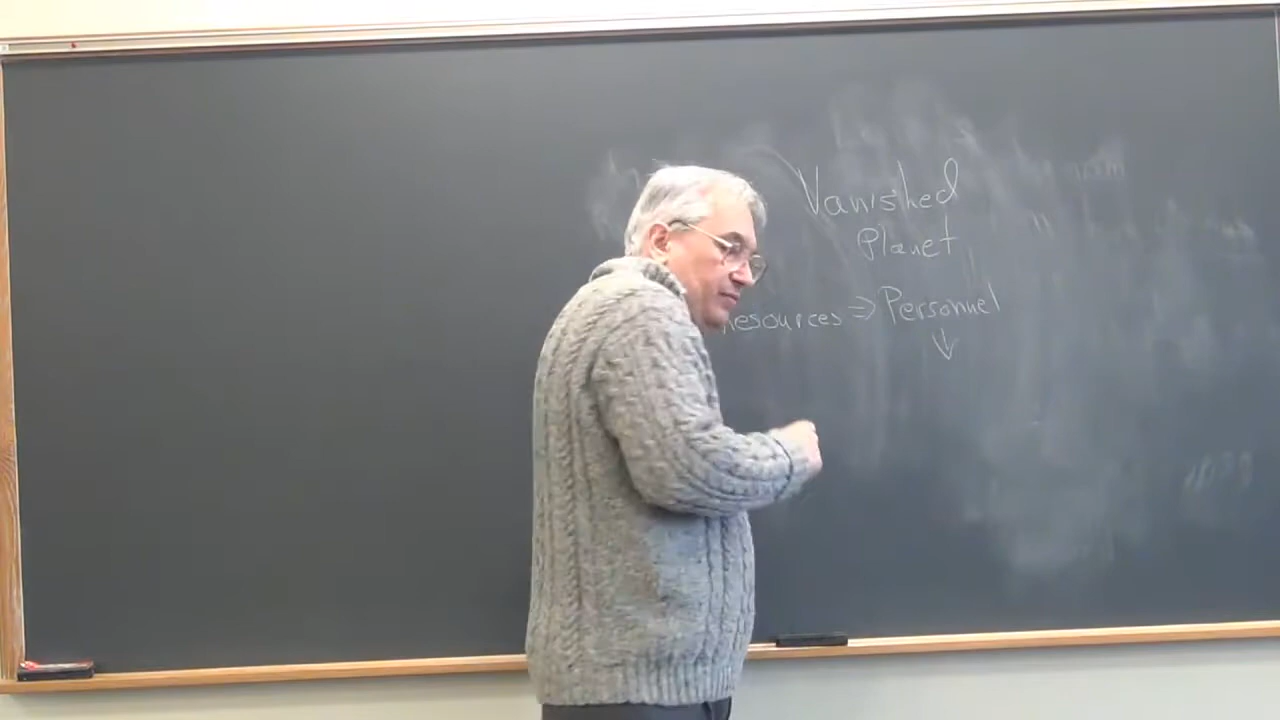 Vanished
Planet
Resources ⇒ Personnel
↓